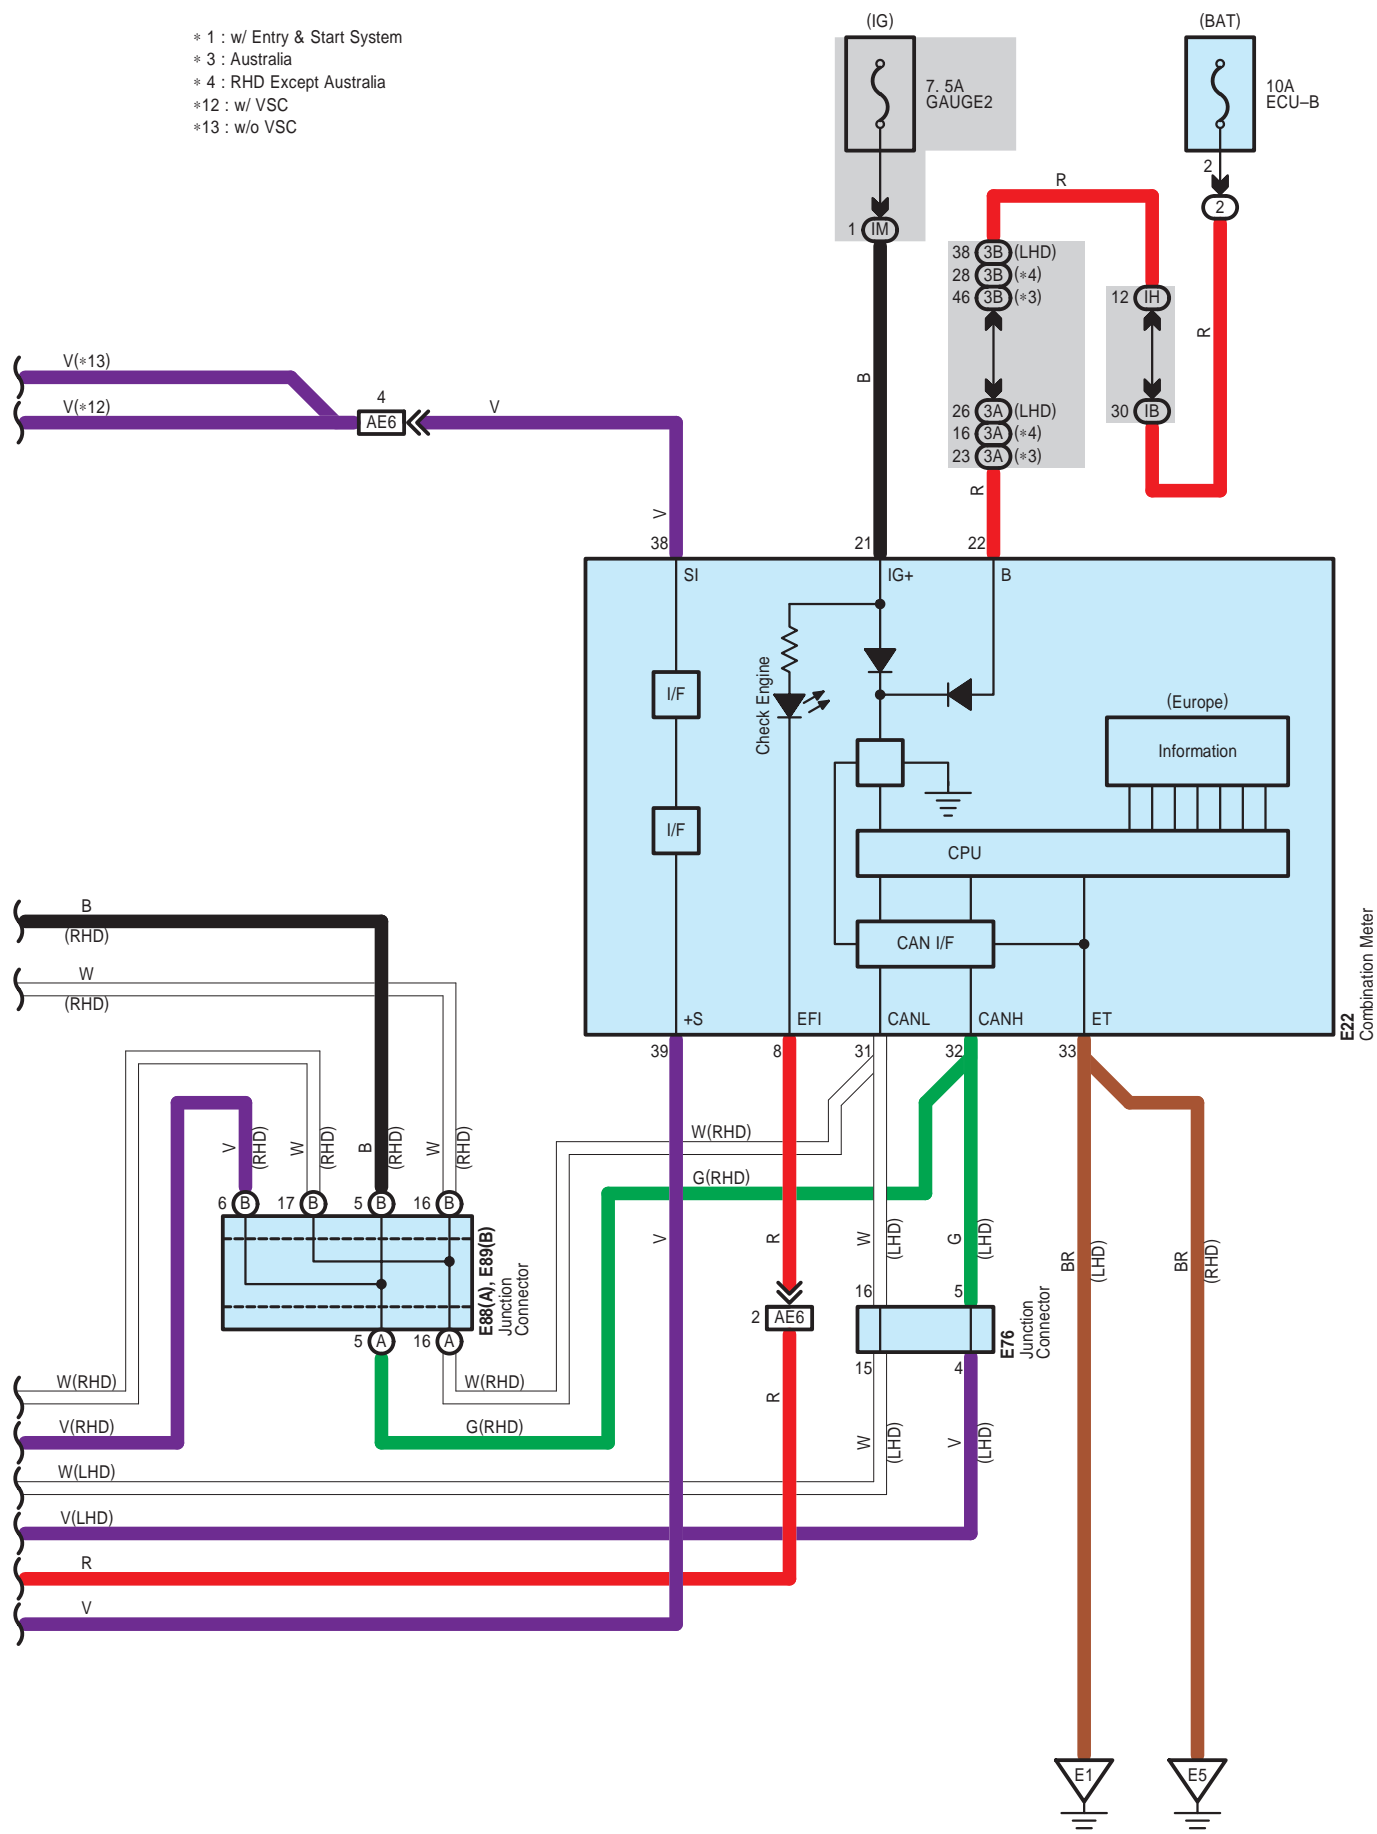 (IG)
(BAT)
∗ 1 : w/ Entry & Start System
∗ 3 : Australia
∗ 4 : RHD Except Australia
∗12 : w/ VSC
∗13 : w/o VSC
7. 5A
GAUGE2
10A
ECU–B
2
2
R
1 IM
38 3B (LHD)
28 3B (∗4)
46 3B (∗3)
12 IH
R
V(∗13)
B
4
V(∗12)
AE6
V
26 3A (LHD)
16 3A (∗4)
23 3A (∗3)
30 IB
R
V
38
21
22
SI
IG+
B
I/F
Check Engine
(Europe)
Information
I/F
CPU
B
(RHD)
CAN I/F
W
(RHD)
E22
Combination Meter
+S
EFI
CANL
CANH
ET
39
8
31
32
33
V
(RHD)
W
(RHD)
B
(RHD)
W
(RHD)
W(RHD)
G(RHD)
6 B
17 B
5 B
16 B
V
R
W
(LHD)
G
(LHD)
BR
(LHD)
BR
(RHD)
E88(A), E89(B)
Junction
Connector
16
5
2 AE6
E76
Junction
Connector
5 A
16 A
15
4
W(RHD)
W(RHD)
R
V(RHD)
G(RHD)
W
(LHD)
V
(LHD)
W(LHD)
V(LHD)
R
V
E1
E5